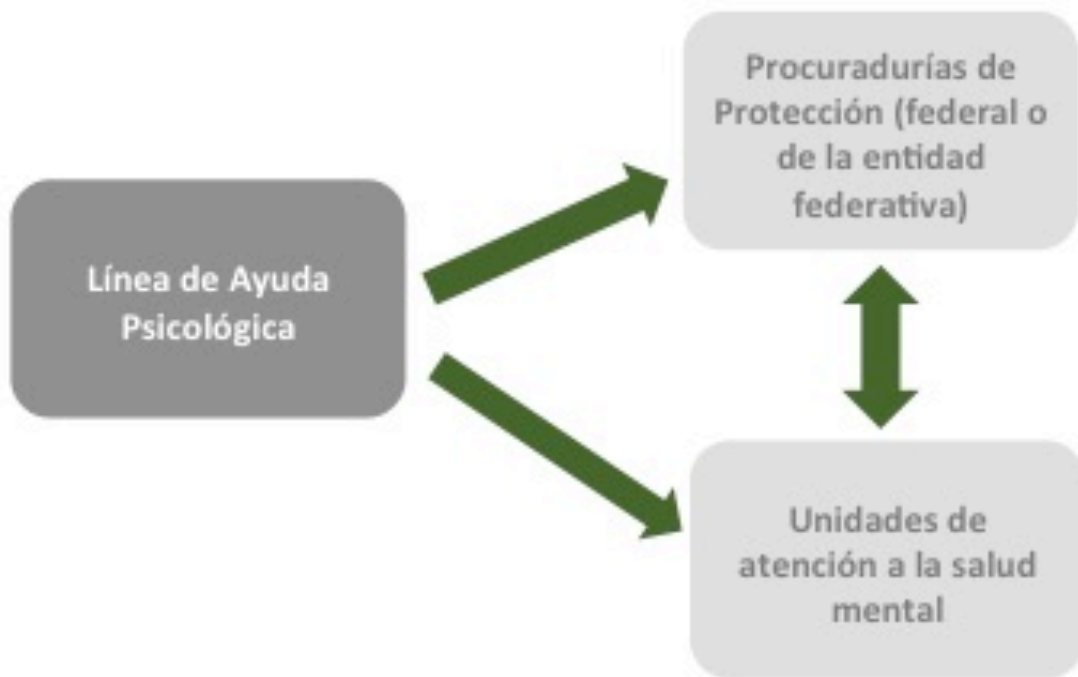 Procuradurías de
Protección (federal o
de la entidad
federativa)
Línea de Ayuda
Psicológica
Unidades de
atención a la salud
mental